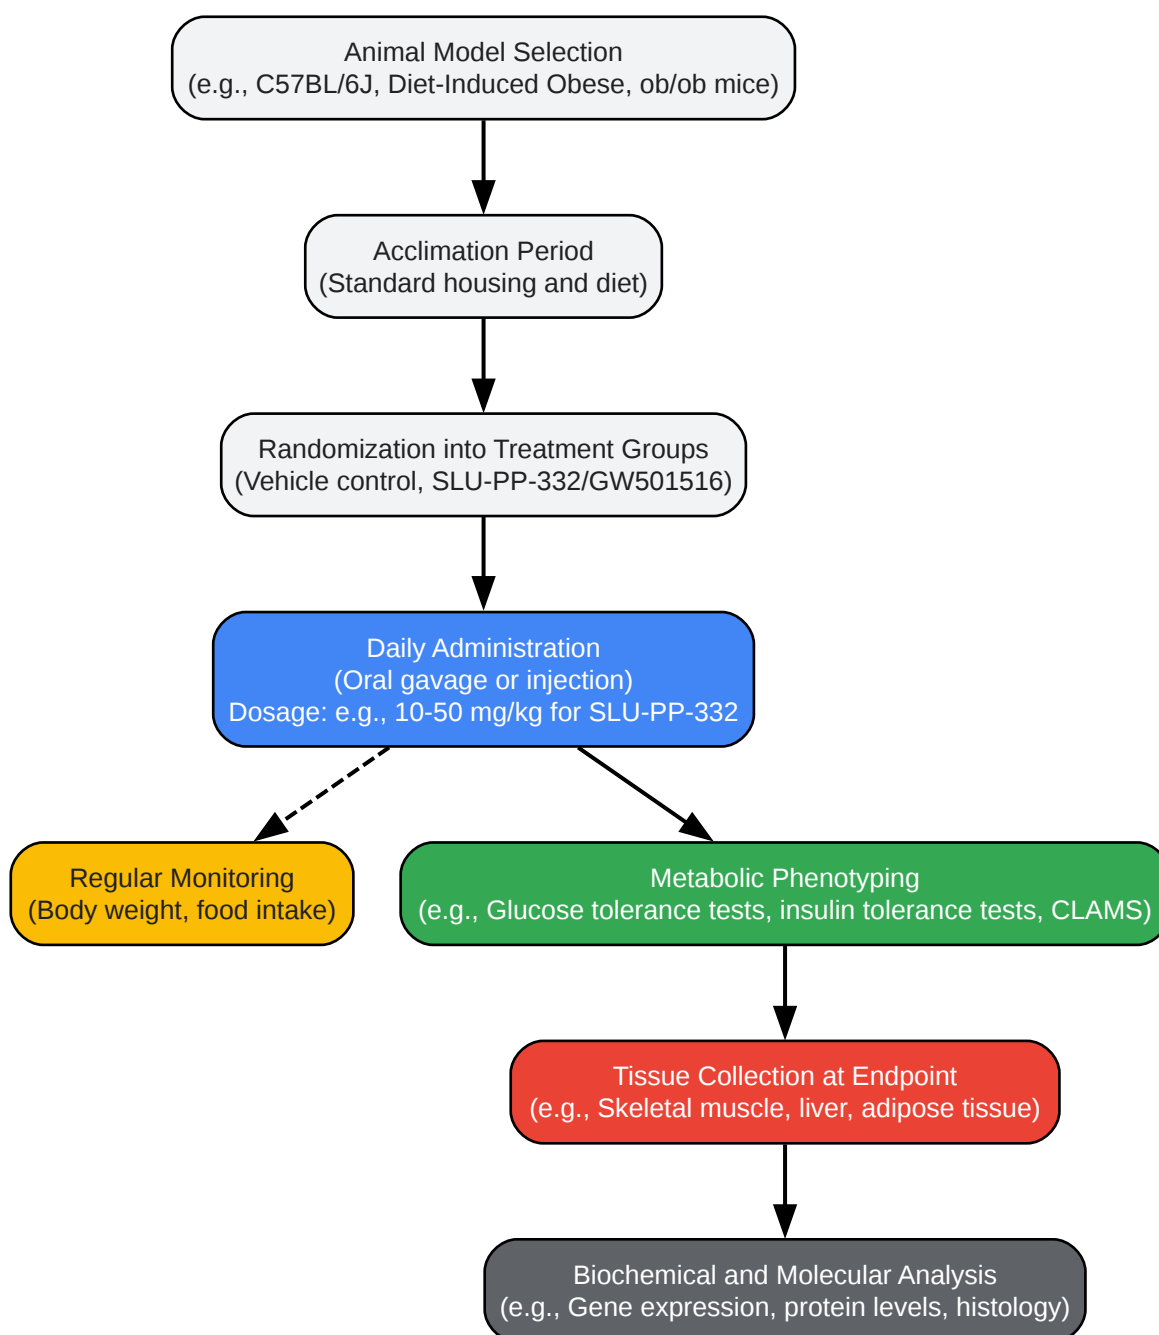 Animal Model Selection
(e.g., C57BL/6J, Diet-Induced Obese, ob/ob mice)
Acclimation Period
(Standard housing and diet)
Randomization into Treatment Groups
(Vehicle control, SLU-PP-332/GW501516)
Daily Administration
(Oral gavage or injection)
Dosage: e.g., 10-50 mg/kg for SLU-PP-332
Regular Monitoring
(Body weight, food intake)
Metabolic Phenotyping
(e.g., Glucose tolerance tests, insulin tolerance tests, CLAMS)
Tissue Collection at Endpoint
(e.g., Skeletal muscle, liver, adipose tissue)
Biochemical and Molecular Analysis
(e.g., Gene expression, protein levels, histology)